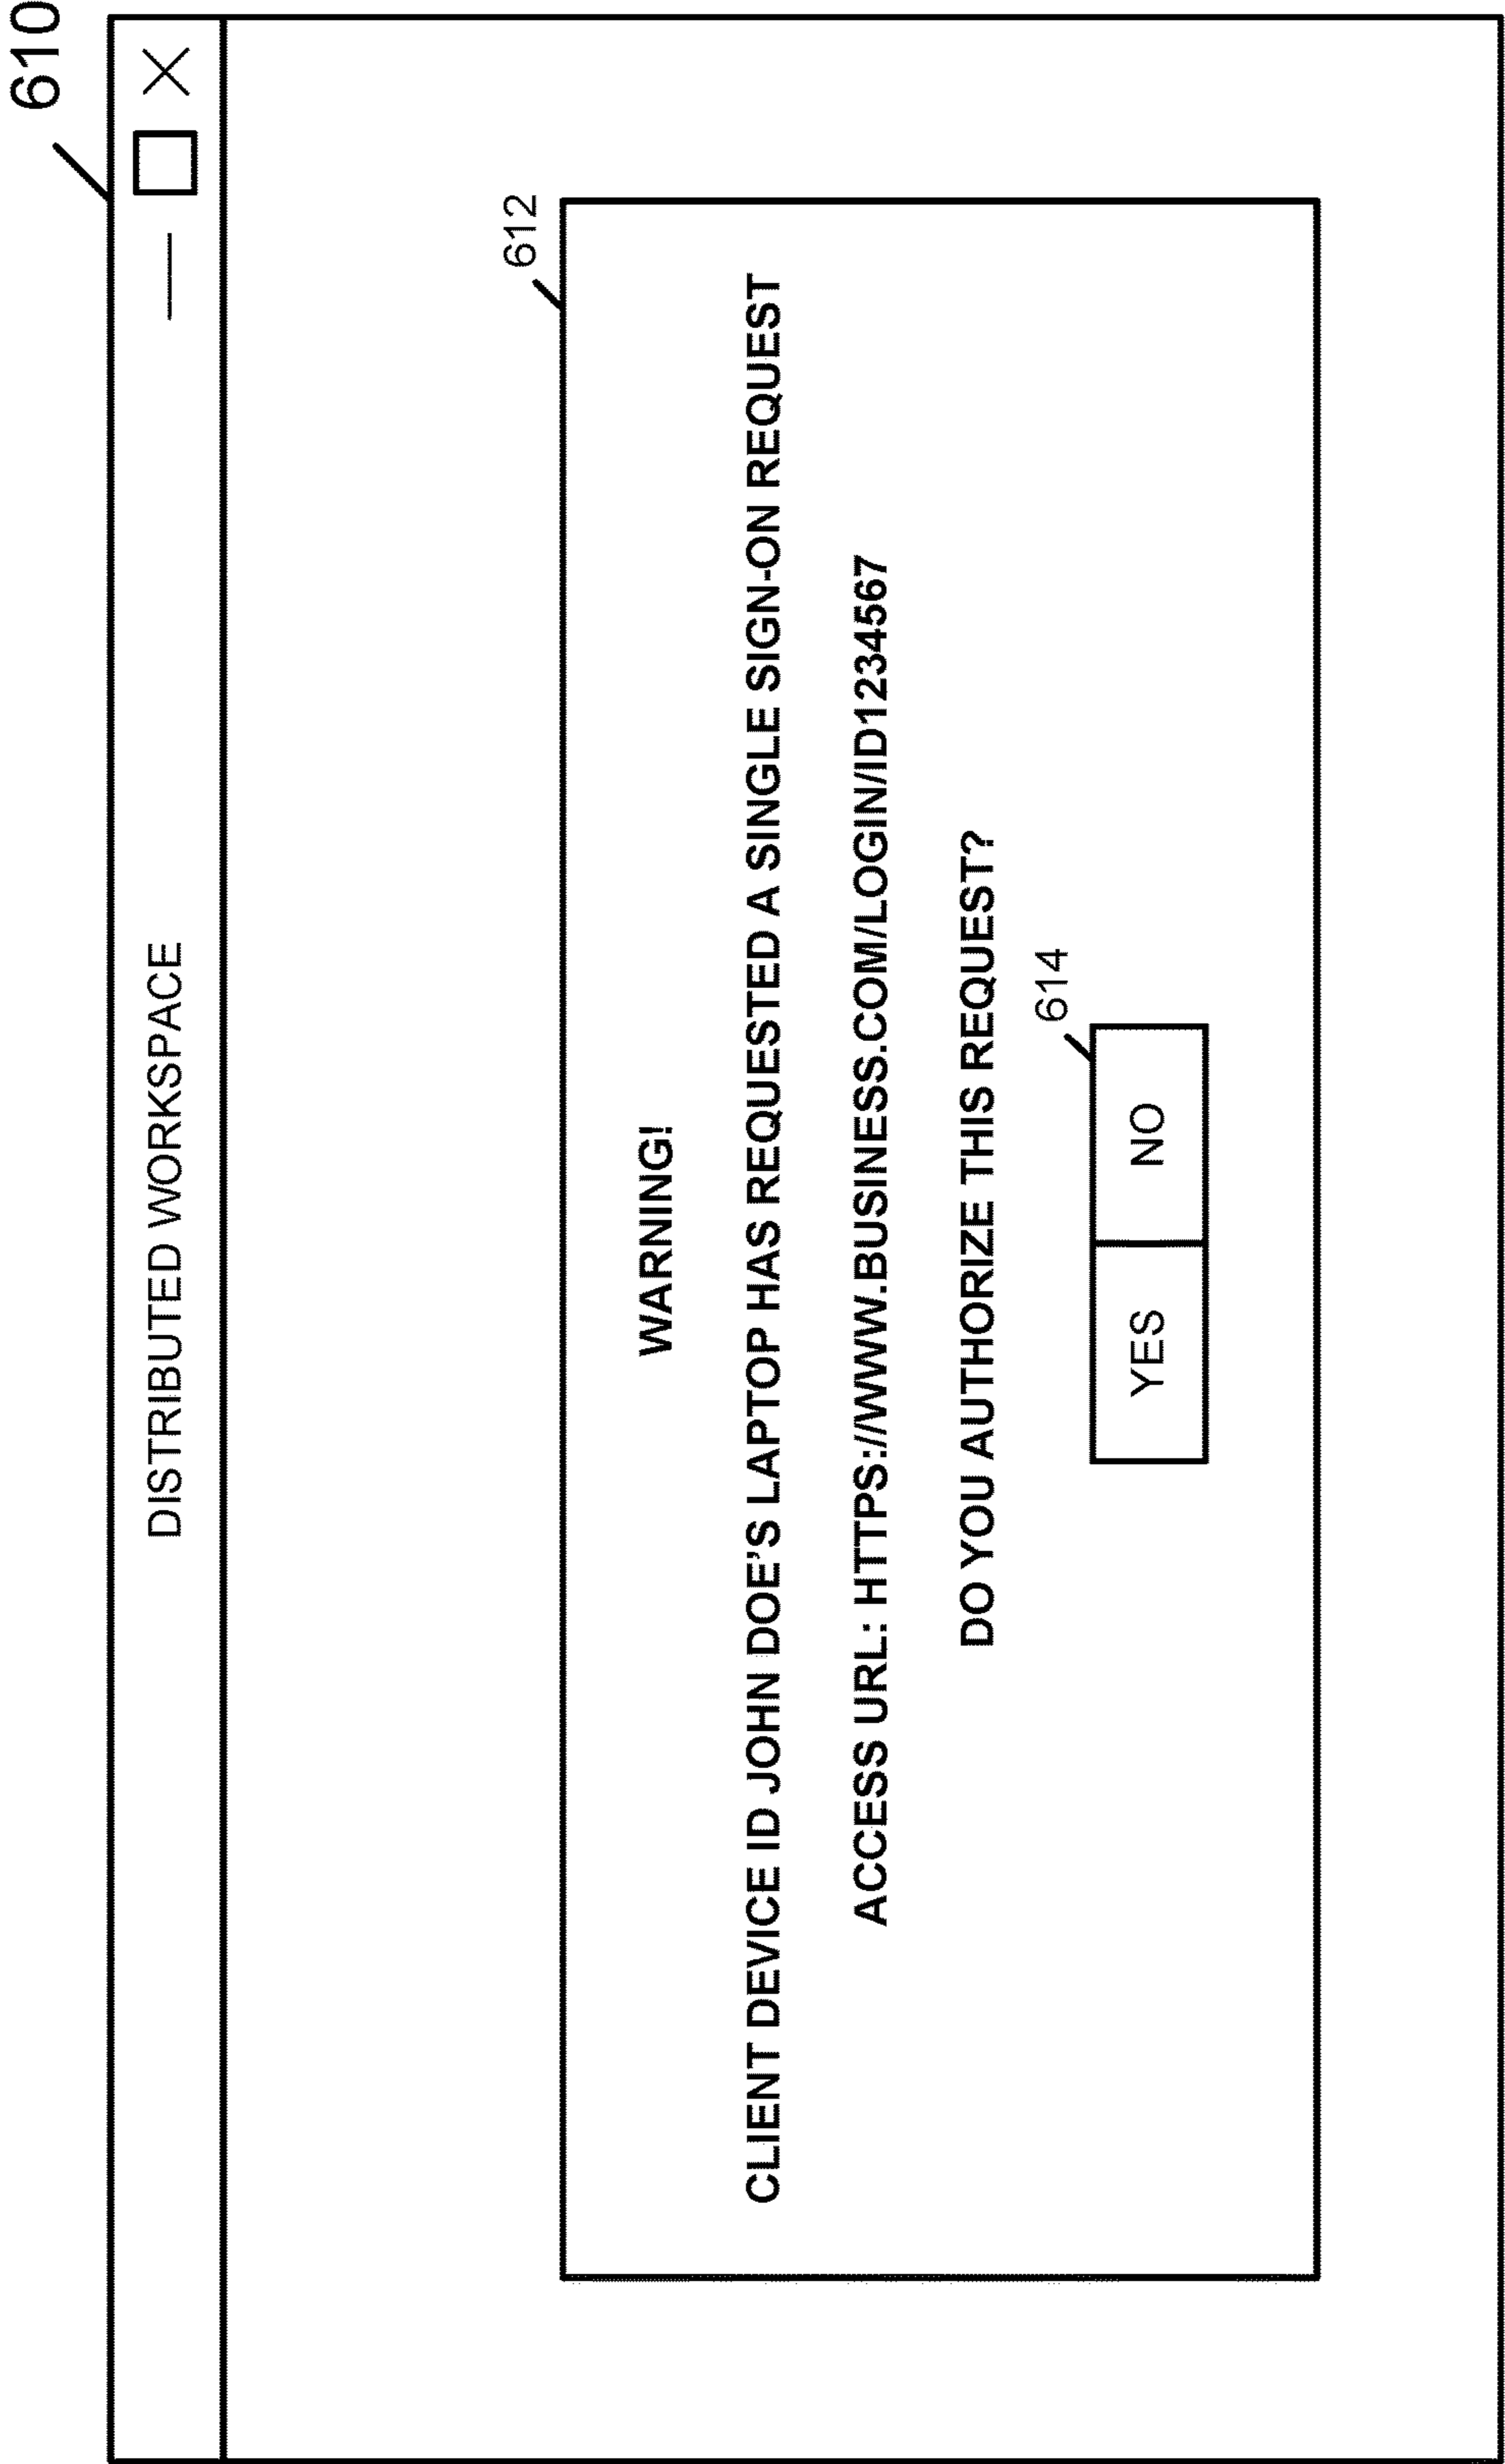 610
DISTRIBUTED WORKSPACE
612
WARNING!
CLIENT DEVICE ID JOHN DOE’S LAPTOP HAS REQUESTED A SINGLE SIGN-ON REQUEST
ACCESS URL: HTTPS://WWW.BUSINESS.COM/LOGIN/ID1234567
DO YOU AUTHORIZE THIS REQUEST?
614
YES NO